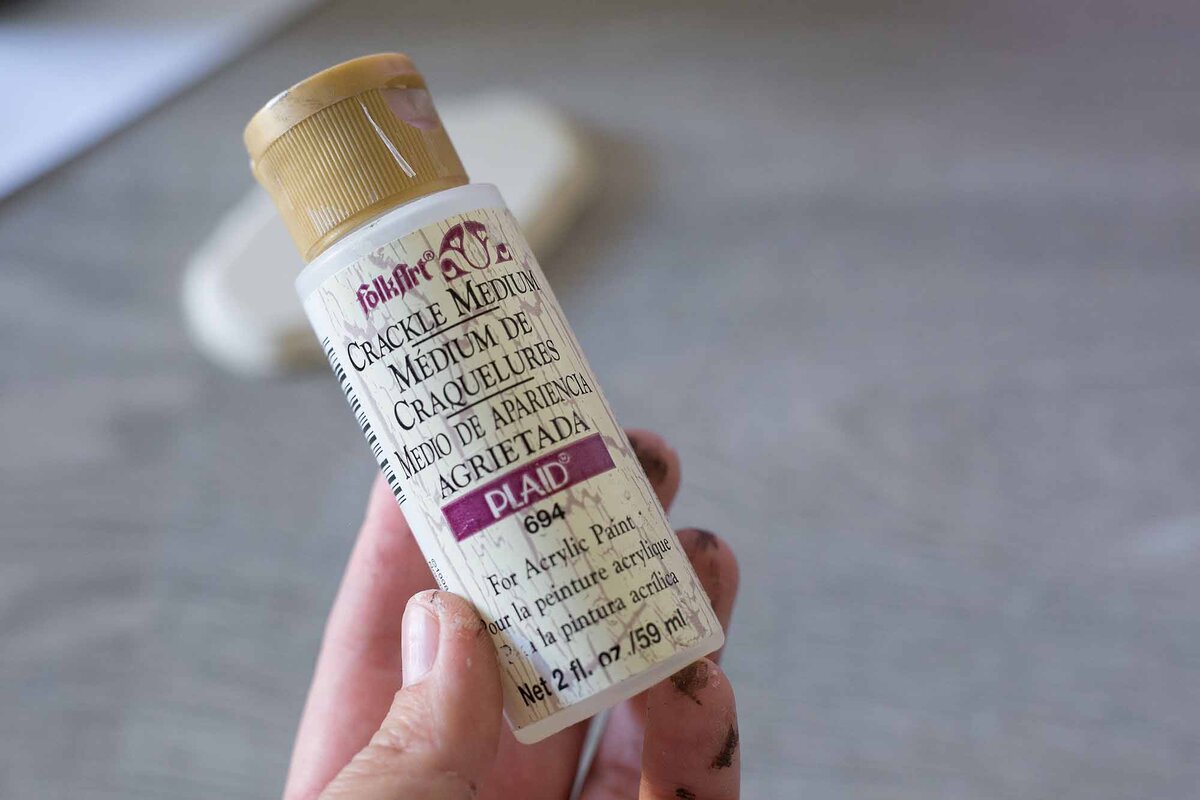 folkArt®
CRACKLE MEDIUM
MÉDIUM DE
CRAQUELURES
MEDIO DE APARIENCIA
AGRIETADA
PLAID®
694
For Acrylic Paint
Pour la peinture acrylique
la pintura acrílica
Net 2 fl. oz./59 ml